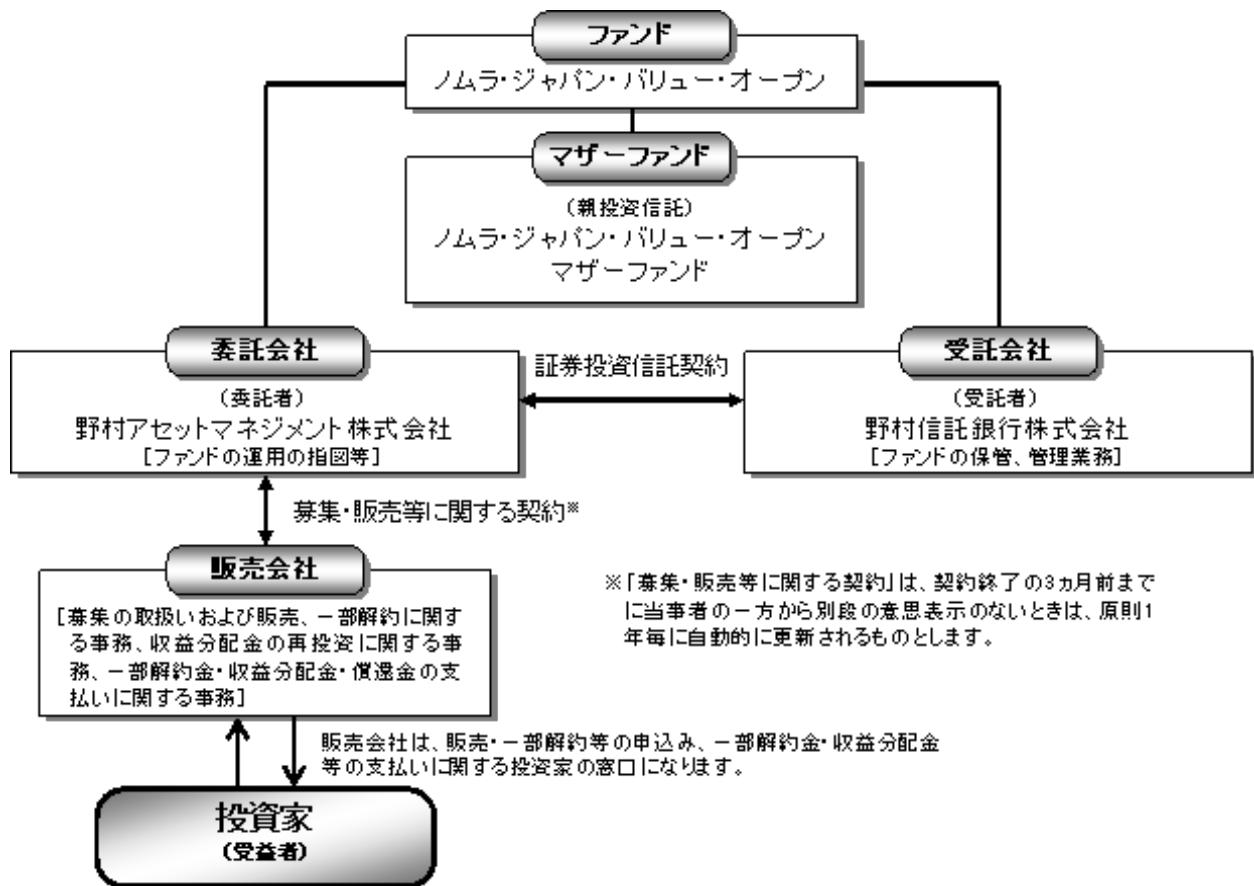 ファンド
ノムラ・ジャパン・バリュー・オープン
マザーファンド
（親投資信託）
ノムラ・ジャパン・バリュー・オープン
マザーファンド
委託会社
（委託者）
野村アセットマネジメント株式会社
［ファンドの運用の指図等］
証券投資信託契約
受託会社
（受託者）
野村信託銀行株式会社
［ファンドの保管、管理業務］
募集・販売等に関する契約※
販売会社
［募集の取扱いおよび販売、一部解約に関す
る事務、収益分配金の再投資に関する事
務、一部解約金・収益分配金・償還金の支
払いに関する事務］
※「募集・販売等に関する契約」は、契約終了の3ヵ月前まで
に当事者の一方から別段の意思表示のないときは、原則1
年毎に自動的に更新されるものとします。
販売会社は、販売・一部解約等の申込み、一部解約金・収益分配金
等の支払いに関する投資家の窓口になります。
投資家
（受益者）